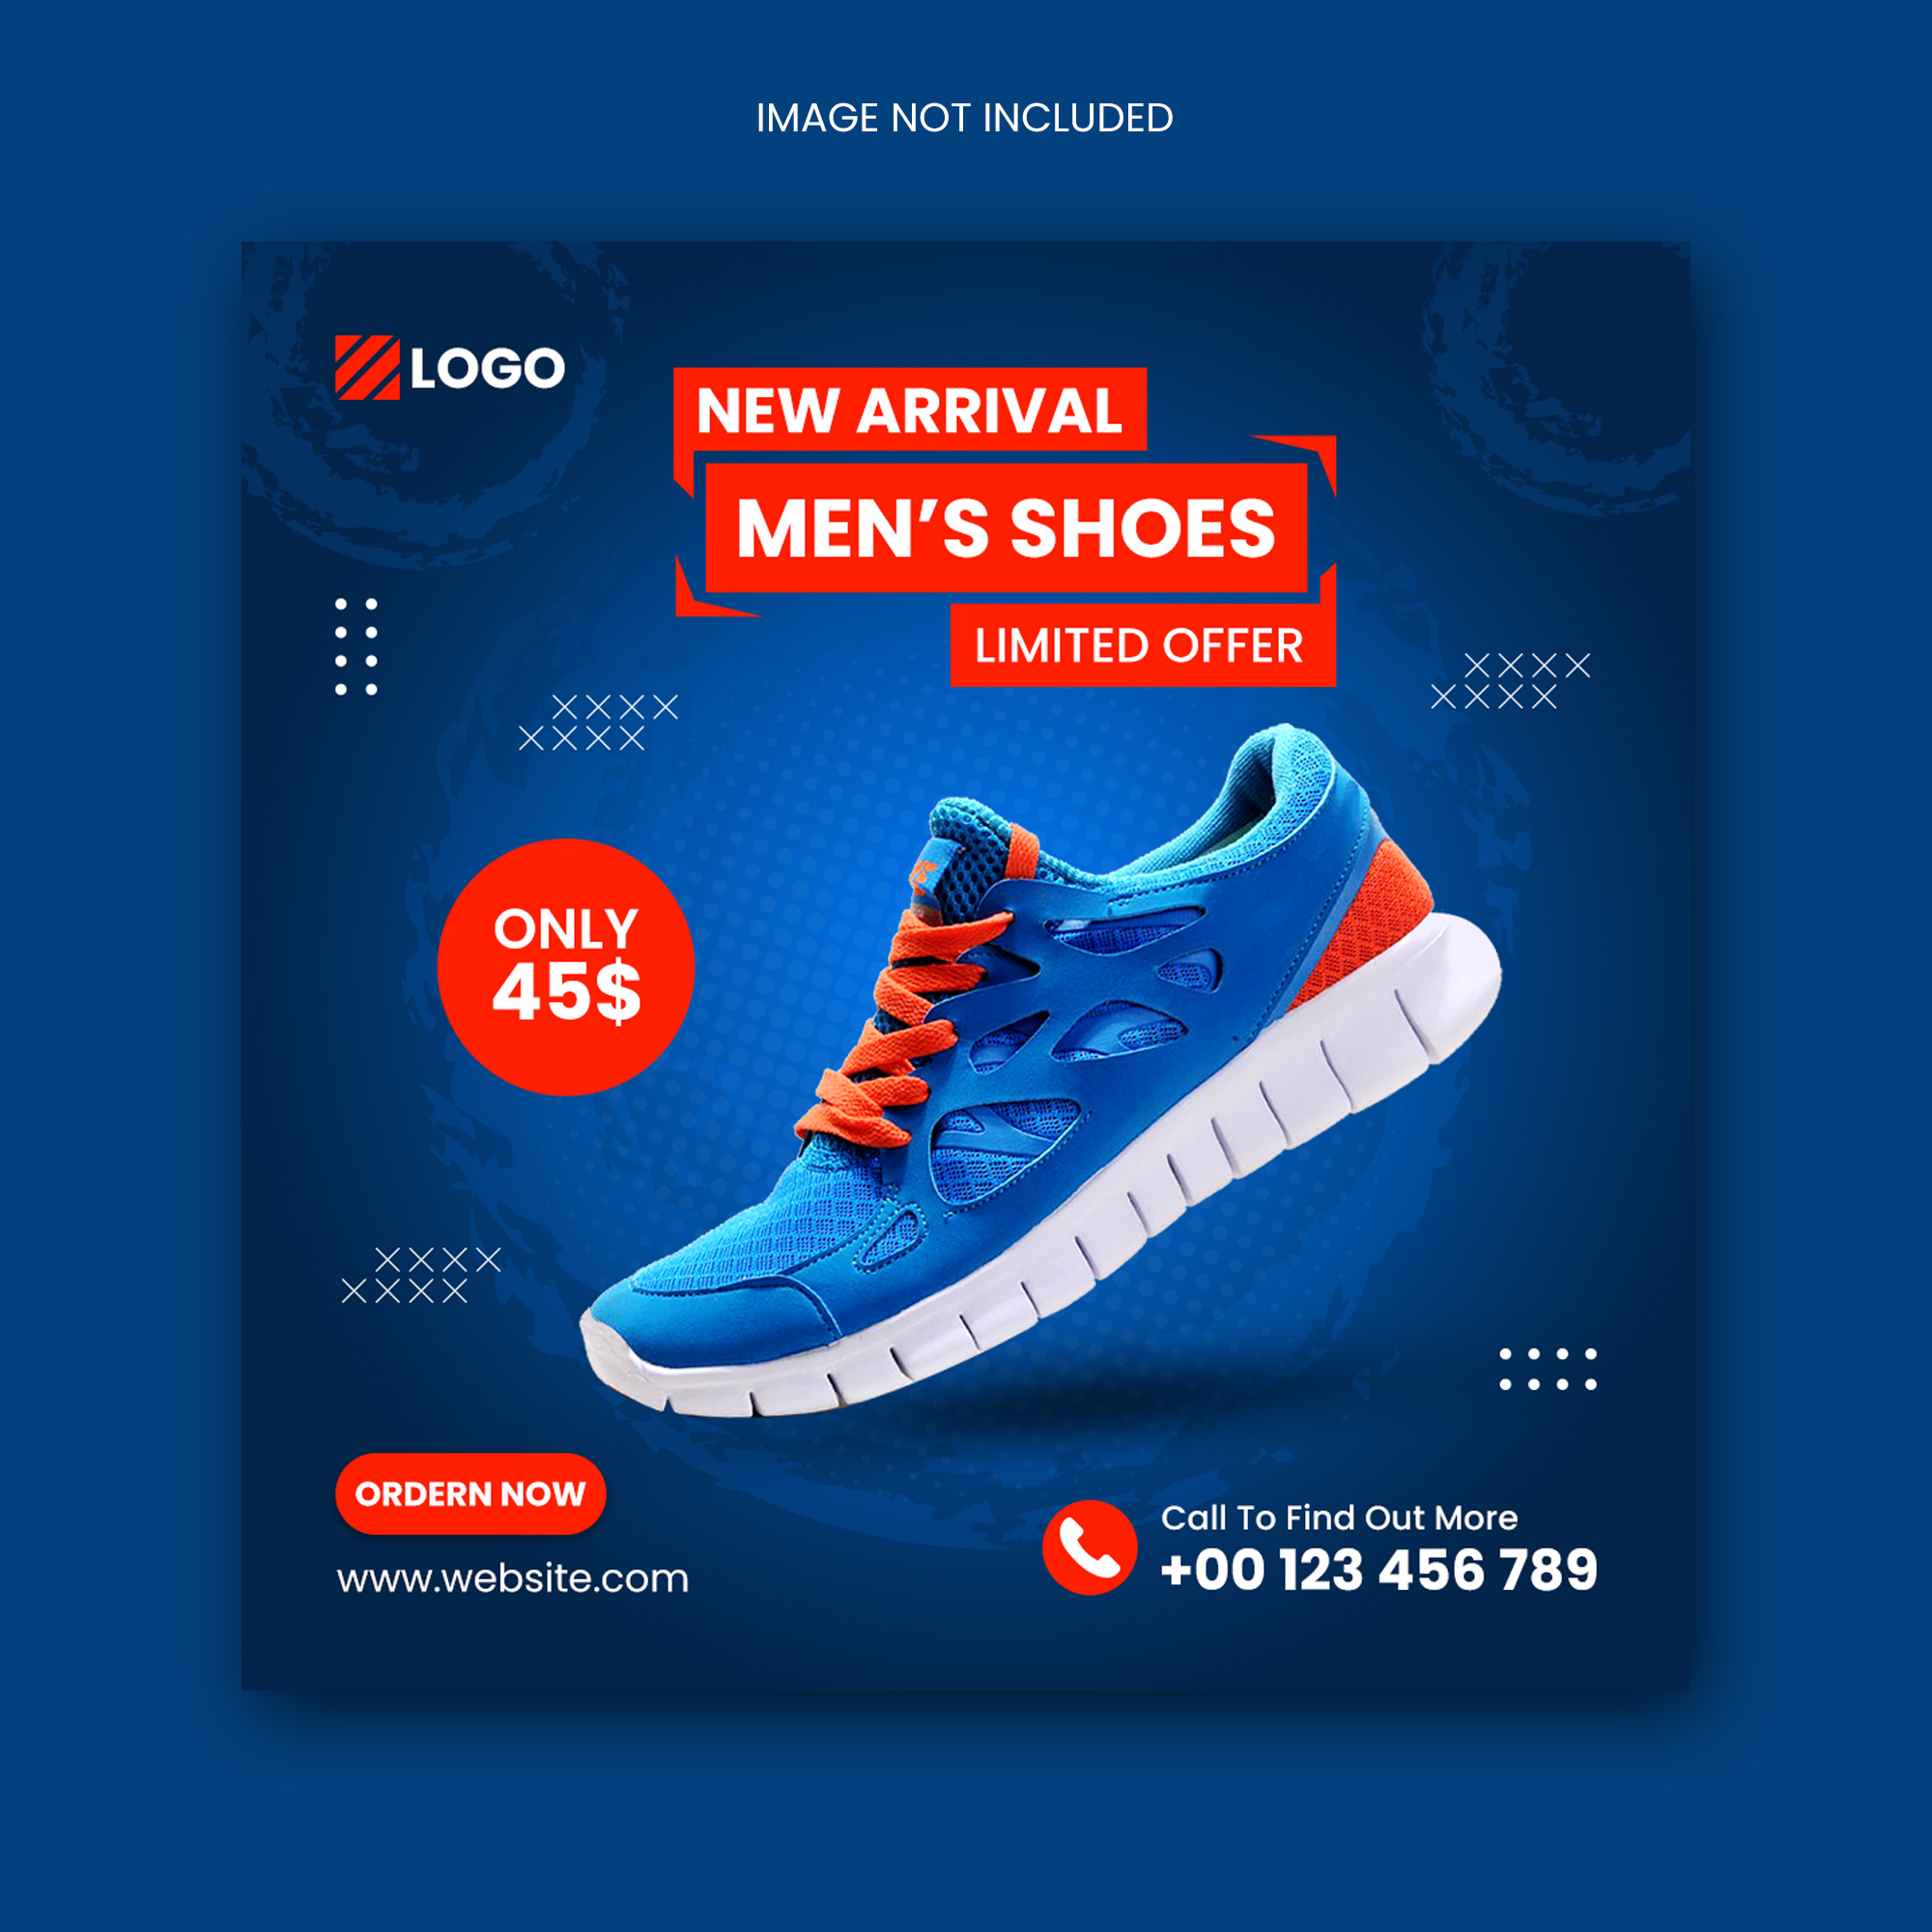 IMAGE NOT INCLUDED
LOGO
NEW ARRIVAL
MEN’S SHOES
LIMITED OFFER
ONLY
45$
ORDERN NOW
www.website.com
Call To Find Out More
+00 123 456 789